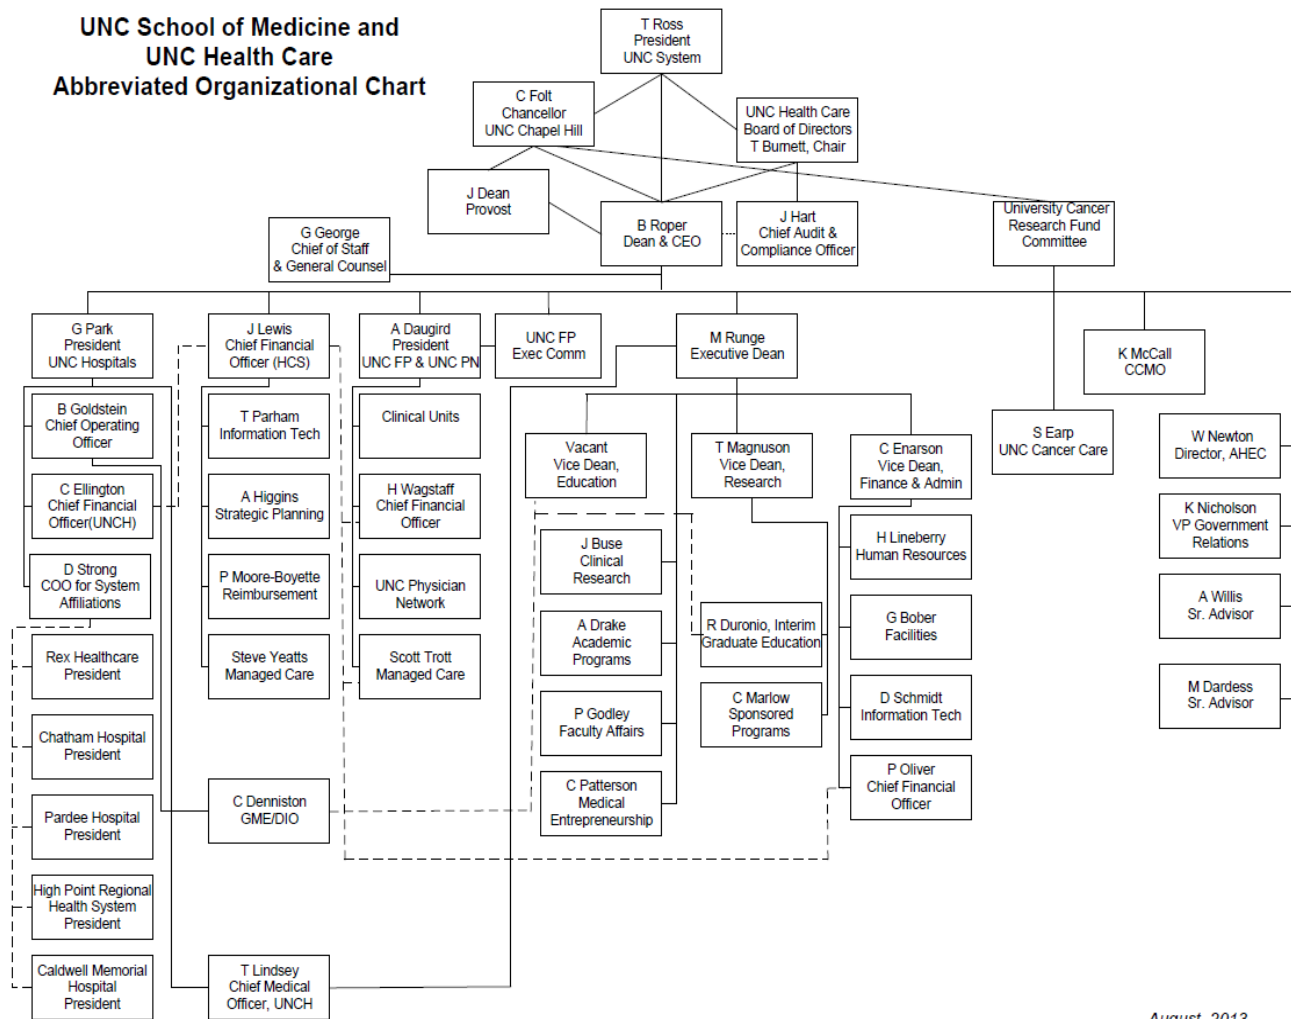 UNC School of Medicine and
UNC Health Care
Abbreviated Organizational Chart
T Ross
President
UNC System
C Folt
Chancellor
UNC Chapel Hill
UNC Health Care
Board of Directors
T Burnett, Chair
J Dean
Provost
B Roper
Dean & CEO
J Hart
Chief Audit &
Compliance Officer
University Cancer
Research Fund
Committee
G George
Chief of Staff
& General Counsel
G Park
President
UNC Hospitals
J Lewis
Chief Financial
Officer (HCS)
A Daugird
President
UNC FP & UNC PN
UNC FP
Exec Comm
M Runge
Executive Dean
K McCall
CCMO
B Goldstein
Chief Operating
Officer
T Parham
Information Tech
Clinical Units
Vacant
Vice Dean,
Education
T Magnuson
Vice Dean,
Research
C Enarson
Vice Dean,
Finance & Admin
S Earp
UNC Cancer Care
W Newton
Director, AHEC
C Ellington
Chief Financial
Officer(UNCH)
A Higgins
Strategic Planning
H Wagstaff
Chief Financial
Officer
J Buse
Clinical
Research
H Lineberry
Human Resources
K Nicholson
VP Government
Relations
D Strong
COO for System
Affiliations
P Moore-Boyette
Reimbursement
UNC Physician
Network
A Drake
Academic
Programs
R Duronio, Interim
Graduate Education
G Bober
Facilities
A Willis
Sr. Advisor
Rex Healthcare
President
Steve Yeatts
Managed Care
Scott Trott
Managed Care
P Godley
Faculty Affairs
C Marlow
Sponsored
Programs
D Schmidt
Information Tech
M Dardess
Sr. Advisor
Chatham Hospital
President
C Denniston
GME/DIO
C Patterson
Medical
Entrepreneurship
P Oliver
Chief Financial
Officer
Pardee Hospital
President
High Point Regional
Health System
President
Caldwell Memorial
Hospital
President
T Lindsey
Chief Medical
Officer, UNCH
August, 2013